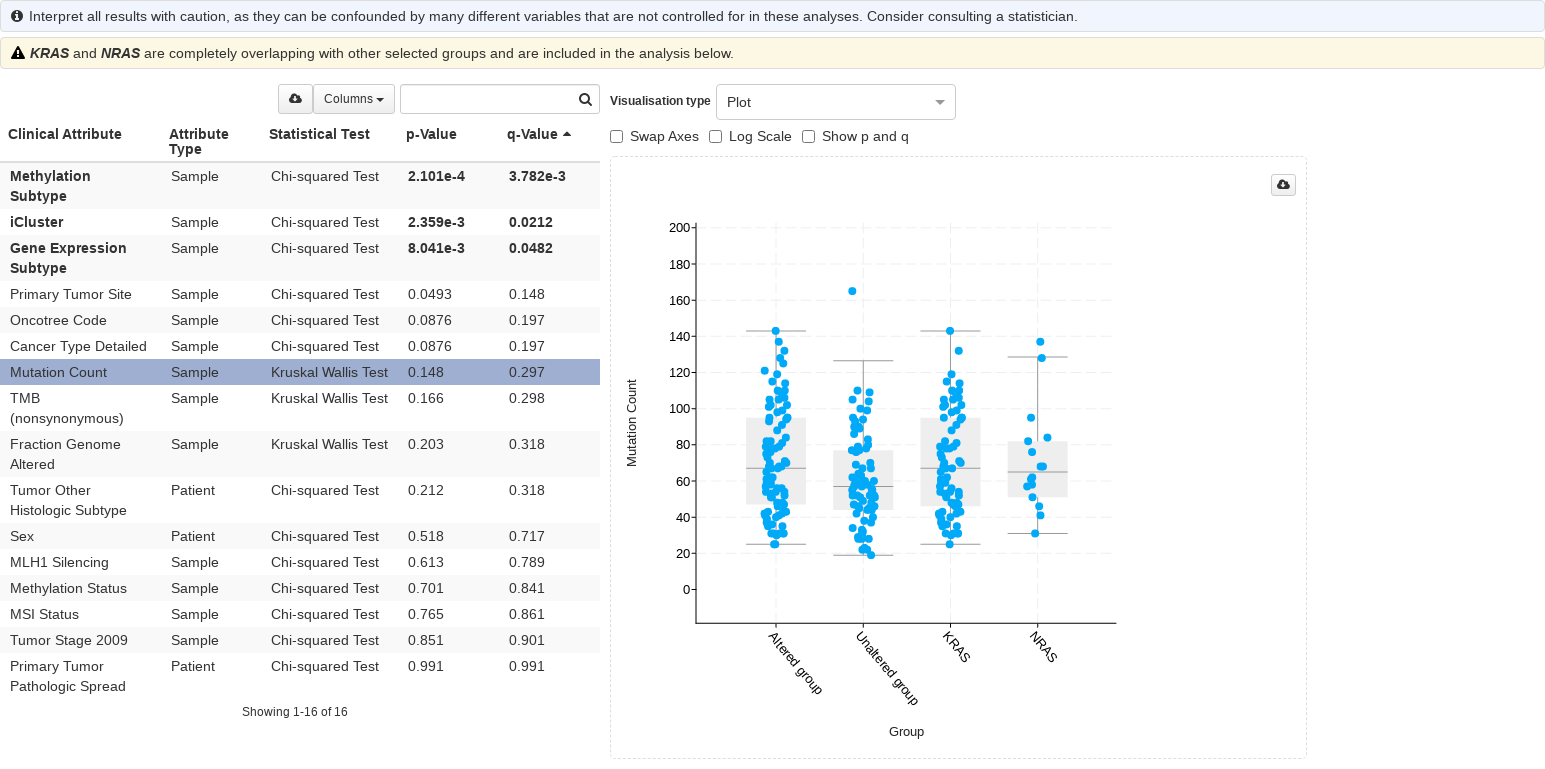 Interpret all results with caution, as they can be confounded by many different variables that are not controlled for in these analyses. Consider consulting a statistician.
KRAS and NRAS are completely overlapping with other selected groups and are included in the analysis below.
Columns
Clinical Attribute Attribute Type Statistical Test p-Value q-Value
Methylation Subtype Sample Chi-squared Test 2.101e-4 3.782e-3
iCluster Sample Chi-squared Test 2.359e-3 0.0212
Gene Expression Subtype Sample Chi-squared Test 8.041e-3 0.0482
Primary Tumor Site Sample Chi-squared Test 0.0493 0.148
Oncotree Code Sample Chi-squared Test 0.0876 0.197
Cancer Type Detailed Sample Chi-squared Test 0.0876 0.197
Mutation Count Sample Kruskal Wallis Test 0.148 0.297
TMB (nonsynonymous) Sample Kruskal Wallis Test 0.166 0.298
Fraction Genome Altered Sample Kruskal Wallis Test 0.203 0.318
Tumor Other Histologic Subtype Patient Chi-squared Test 0.212 0.318
Sex Patient Chi-squared Test 0.518 0.717
MLH1 Silencing Sample Chi-squared Test 0.613 0.789
Methylation Status Sample Chi-squared Test 0.701 0.841
MSI Status Sample Chi-squared Test 0.765 0.861
Tumor Stage 2009 Sample Chi-squared Test 0.851 0.901
Primary Tumor Pathologic Spread Patient Chi-squared Test 0.991 0.991
Showing 1-16 of 16
Visualisation type Plot
Swap Axes Log Scale Show p and q
200
180
160
140
120
100
80
60
40
20
0
Mutation Count
Altered group
Unaltered group
KRAS
NRAS
Group